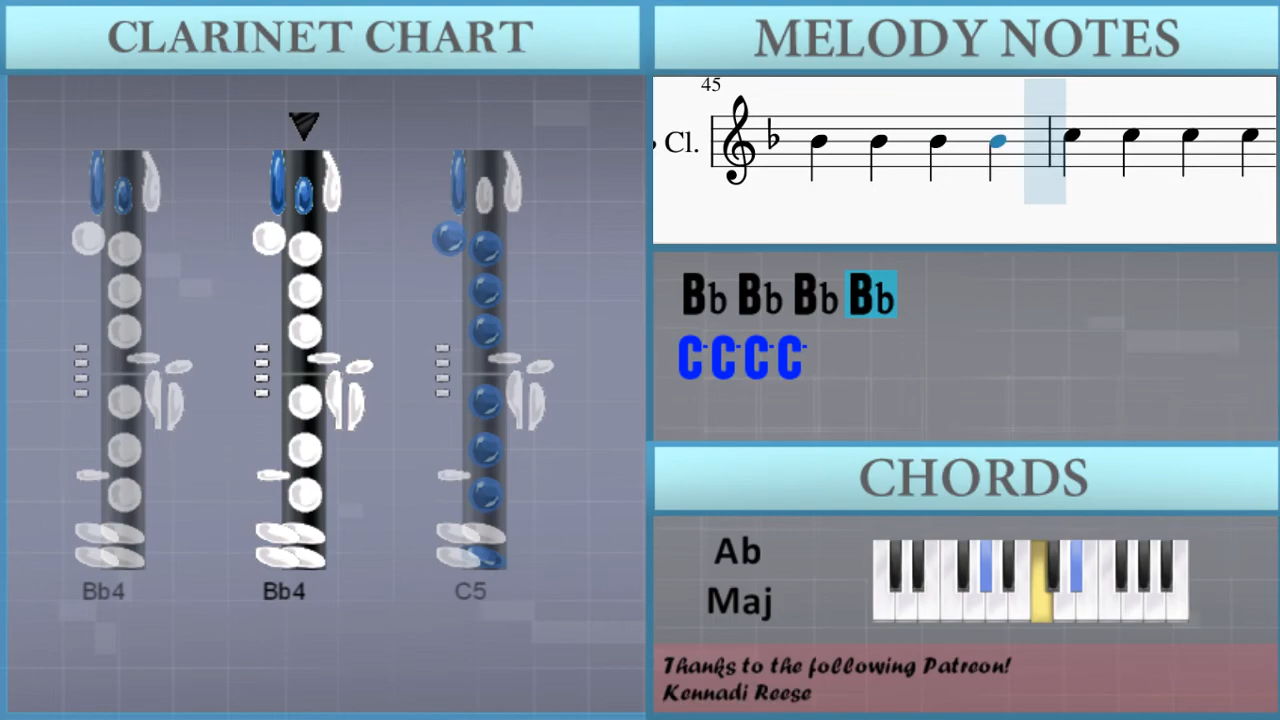 CLARINET CHART
Bb4 Bb4 C5
MELODY NOTES
45
Cl.
Bb Bb Bb Bb
C- C- C- C-
CHORDS
Ab
Maj
Thanks to the following Patreon!
Kennadi Reese